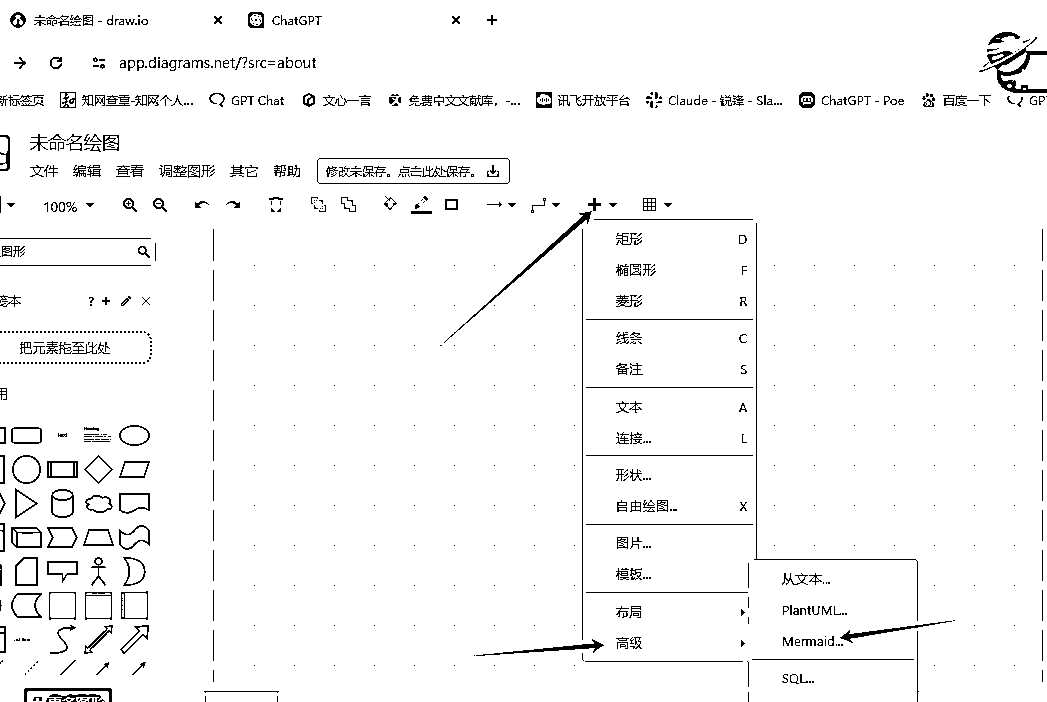 未命名绘图 - draw.io
ChatGPT
app.diagrams.net/?src=about
新标签页
知网查重-知网个人...
GPT Chat
文心一言
免费中文文献库，-...
讯飞开放平台
Claude - 锐锋 - Sla...
ChatGPT - Poe
百度一下
GP
未命名绘图
文件 编辑 查看 调整图形 其它 帮助 修改未保存。点击此处保存。
100%
矩形 D
图形
椭圆形 F
菱形 R
笺本 ? + ×
线条 C
把元素拖至此处
备注 S
用
文本 A
连接... L
形状...
自由绘图... X
图片...
模板...
从文本...
布局
PlantUML...
高级
Mermaid...
SQL...